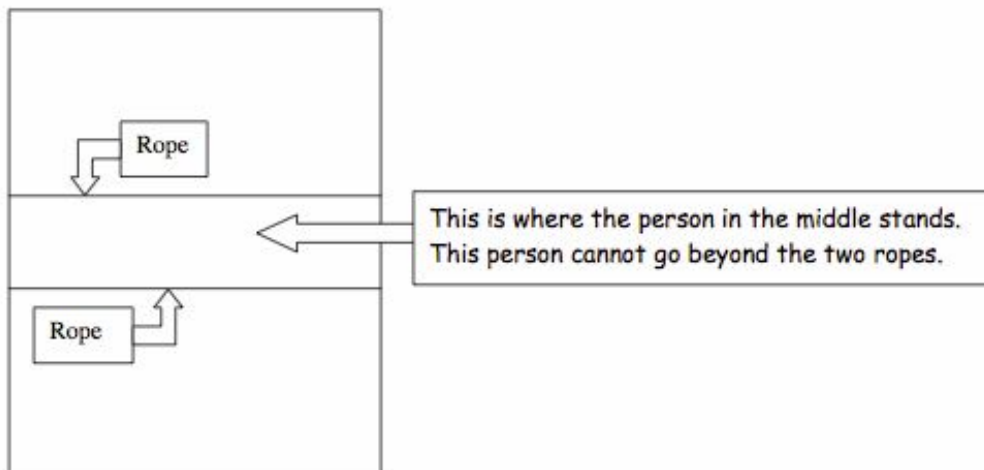 Rope
This is where the person in the middle stands.
This person cannot go beyond the two ropes.
Rope